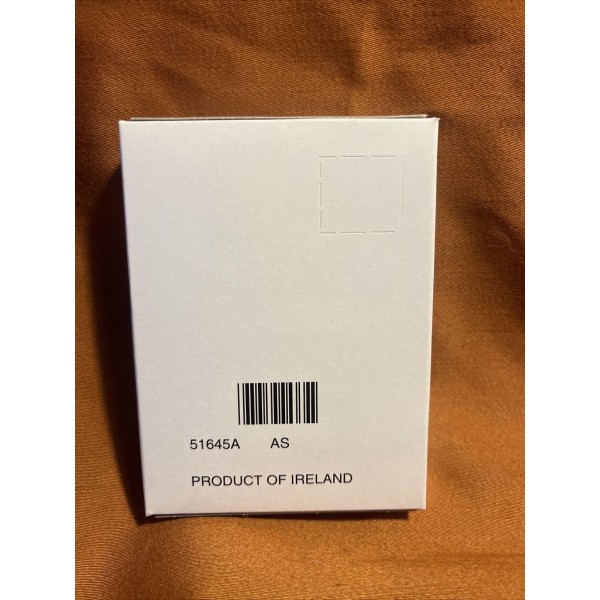 51645A AS
PRODUCT OF IRELAND